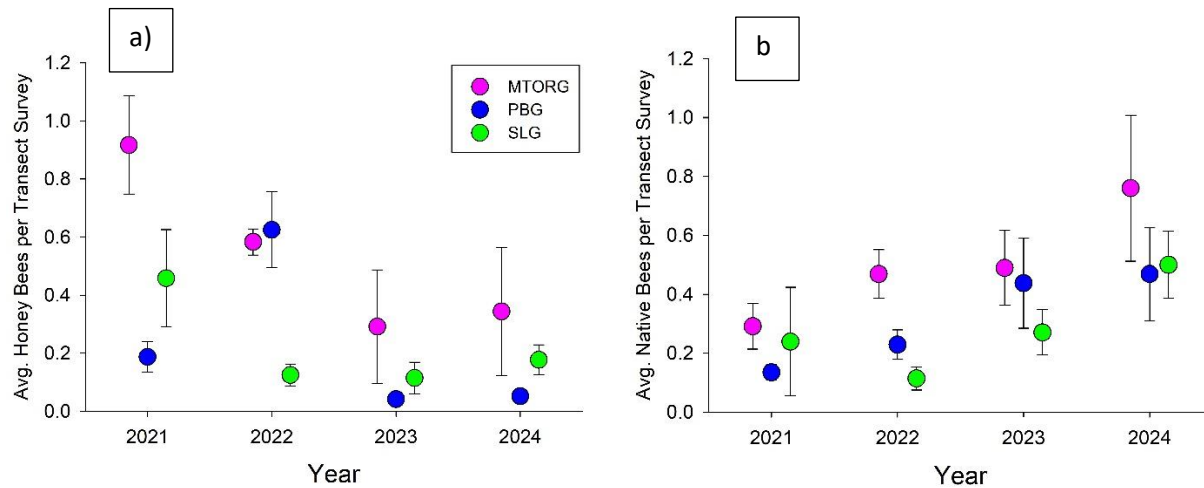 a)
Avg. Honey Bees per Transect Survey
1.2
1.0
0.8
0.6
0.4
0.2
0.0
MTORG
PBG
SLG
2021 2022 2023 2024
Year
b
Avg. Native Bees per Transect Survey
1.2
1.0
0.8
0.6
0.4
0.2
0.0
2021 2022 2023 2024
Year